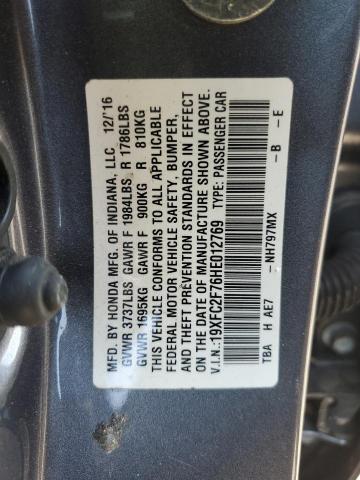 MFD. BY HONDA MFG. OF INDIANA, LLC 12/'16
GVWR 3737LBS GAWR F 1984LBS R 1786LBS
GVWR 1695KG GAWR F 900KG R 810KG
THIS VEHICLE CONFORMS TO ALL APPLICABLE
FEDERAL MOTOR VEHICLE SAFETY, BUMPER,
AND THEFT PREVENTION STANDARDS IN EFFECT
ON THE DATE OF MANUFACTURE SHOWN ABOVE.
V.I.N.:19XFC2F76HE012769 TYPE: PASSENGER CAR
TBA H AE7 - NH797MX - B - E